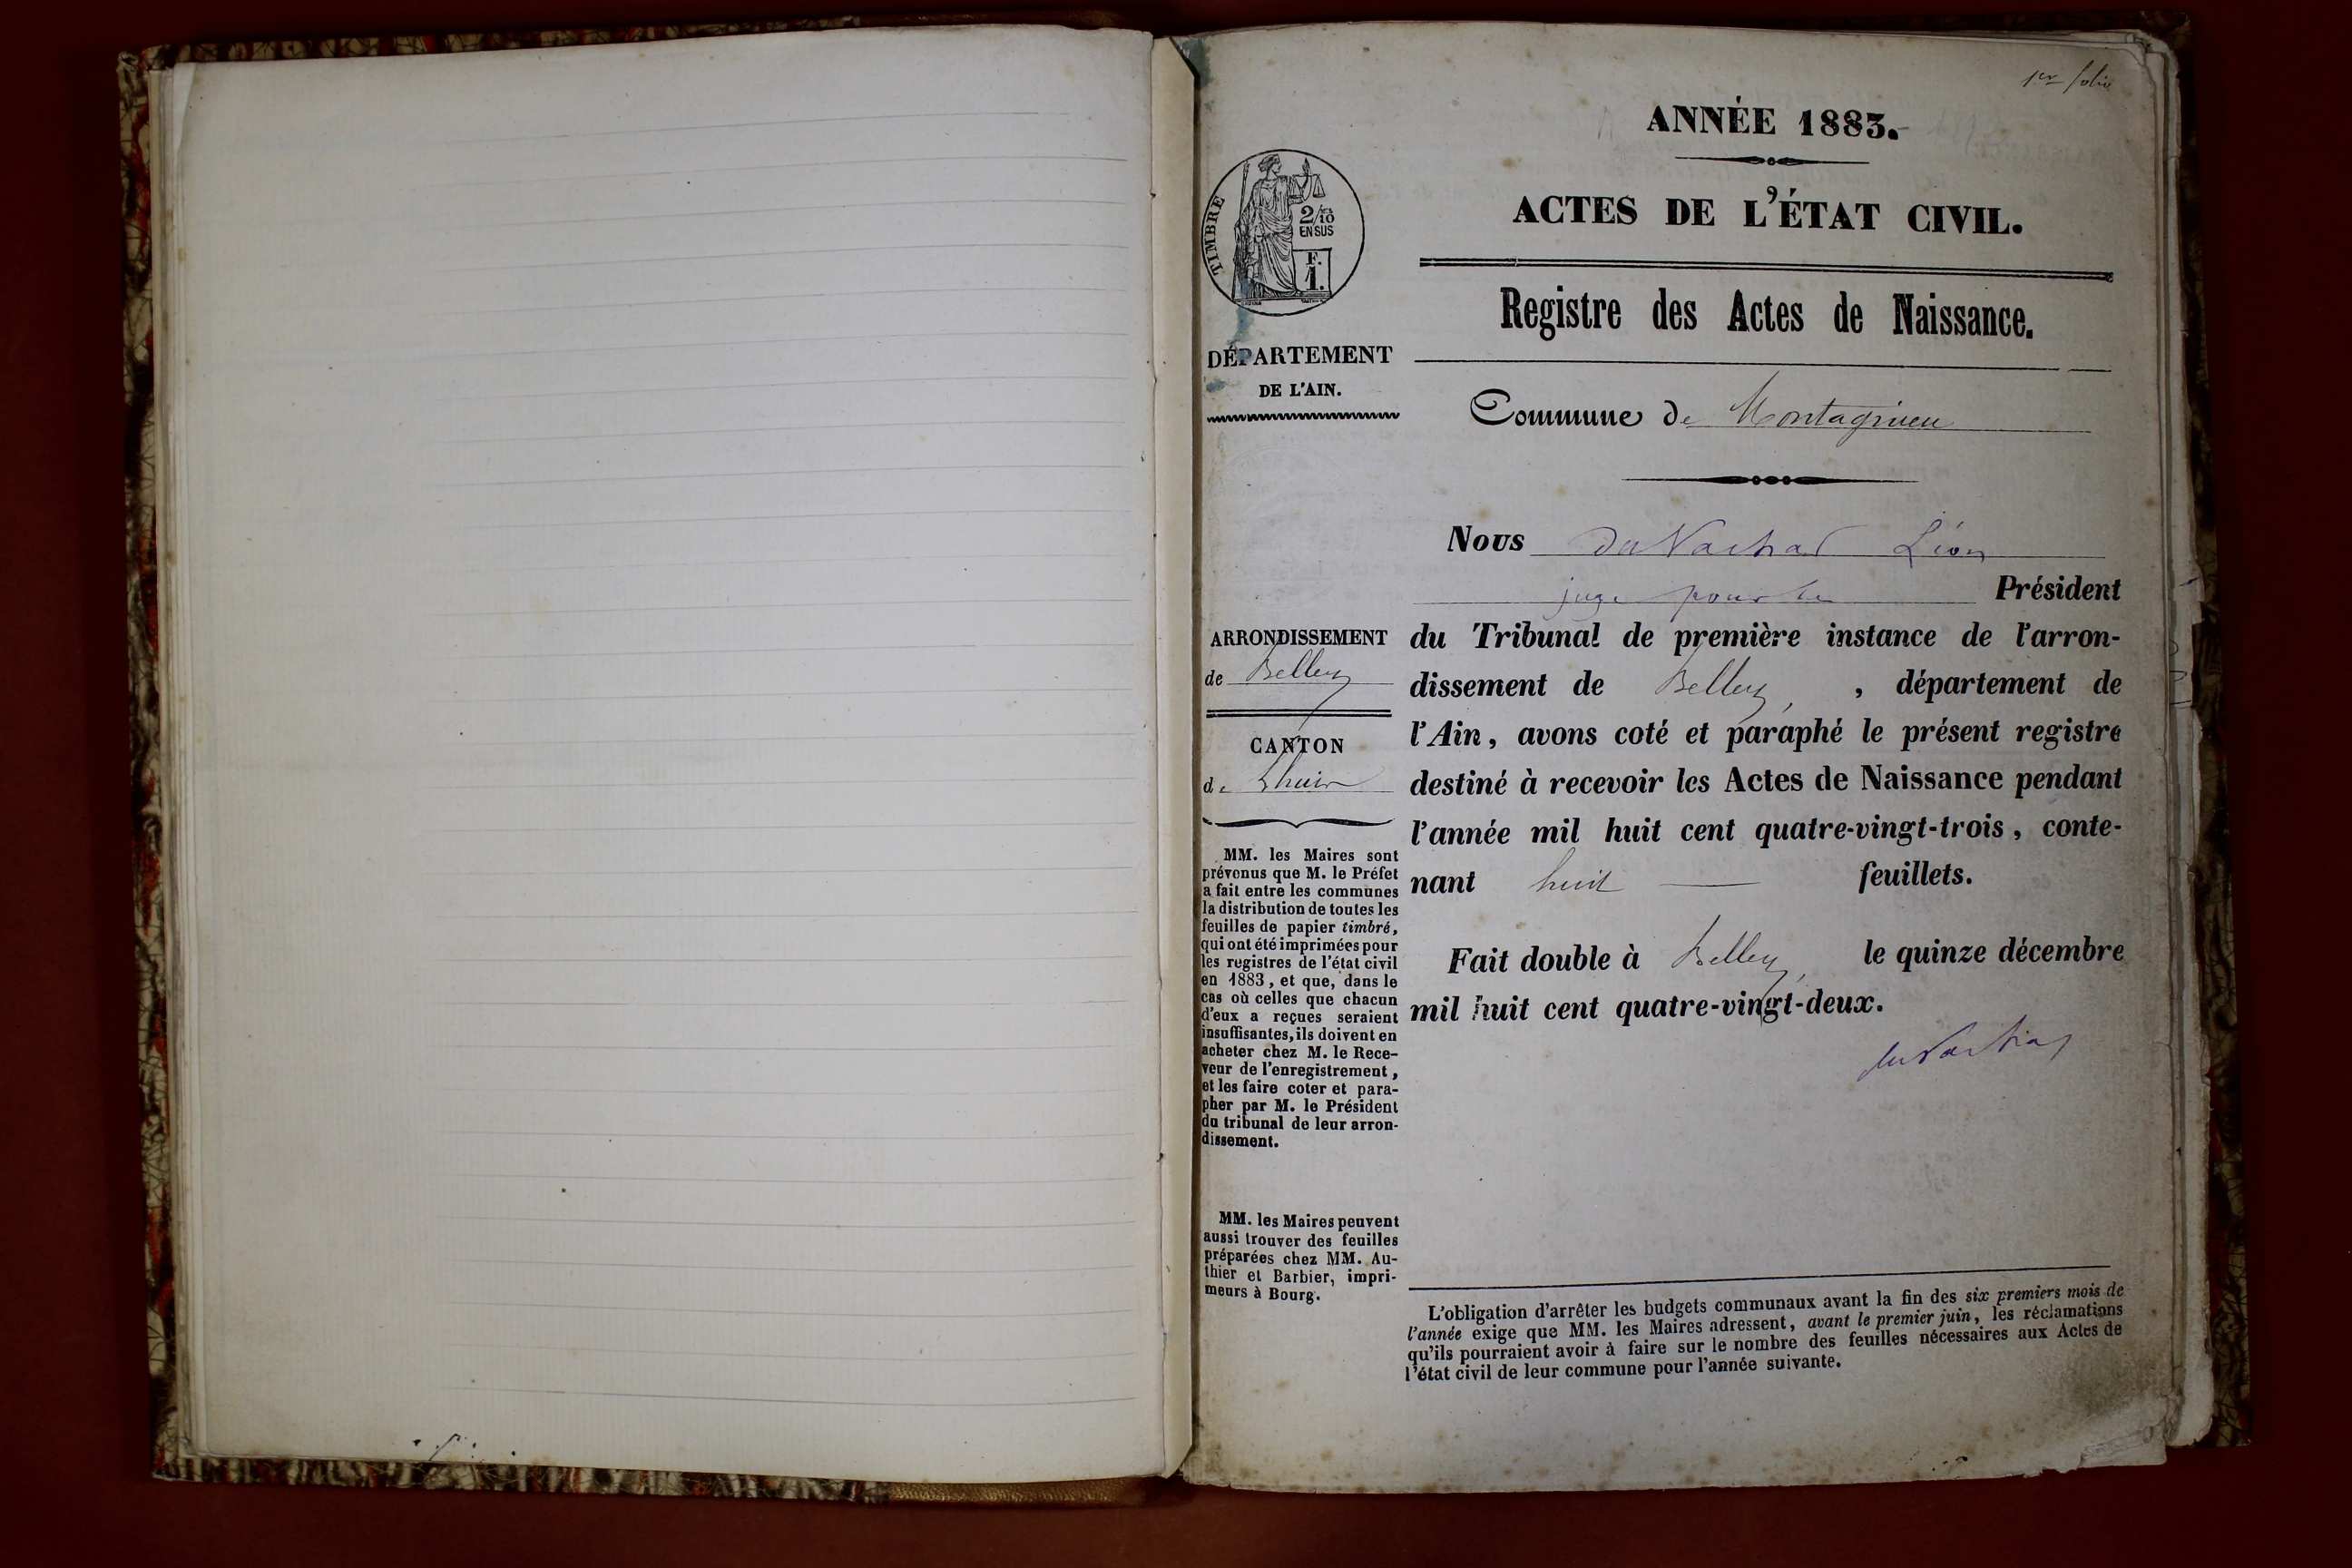 1er folio
ANNÉE 1883.
ACTES DE L'ÉTAT CIVIL.
Registre des Actes de Naissance.
Commune de Montagnieu
TIMBRE
2/10
EN SUS
F.
1.
DÉPARTEMENT
DE L'AIN.
ARRONDISSEMENT
de Belley
CANTON
de Lhuis
MM. les Maires sont
prévenus que M. le Préfet
a fait entre les communes
la distribution de toutes les
feuilles de papier timbré,
qui ont été imprimées pour
les registres de l'état civil
en 1883, et que, dans le
cas où celles que chacun
d'eux a reçues seraient
insuffisantes, ils doivent en
acheter chez M. le Rece-
veur de l'enregistrement,
et les faire coter et para-
pher par M. le Président
du tribunal de leur arron-
dissement.
MM. les Maires peuvent
aussi trouver des feuilles
préparées chez MM. Au-
thier et Barbier, impri-
meurs à Bourg.
Nous du Vachat Léon
juge pour le Président
du Tribunal de première instance de l'arron-
dissement de Belley, département de
l'Ain, avons coté et paraphé le présent registre
destiné à recevoir les Actes de Naissance pendant
l'année mil huit cent quatre-vingt-trois, conte-
nant huit — feuillets.
Fait double à Belley, le quinze décembre
mil huit cent quatre-vingt-deux.
du Vachat
L'obligation d'arrêter les budgets communaux avant la fin des six premiers mois de
l'année exige que MM. les Maires adressent, avant le premier juin, les réclamations
qu'ils pourraient avoir à faire sur le nombre des feuilles nécessaires aux Actes de
l'état civil de leur commune pour l'année suivante.